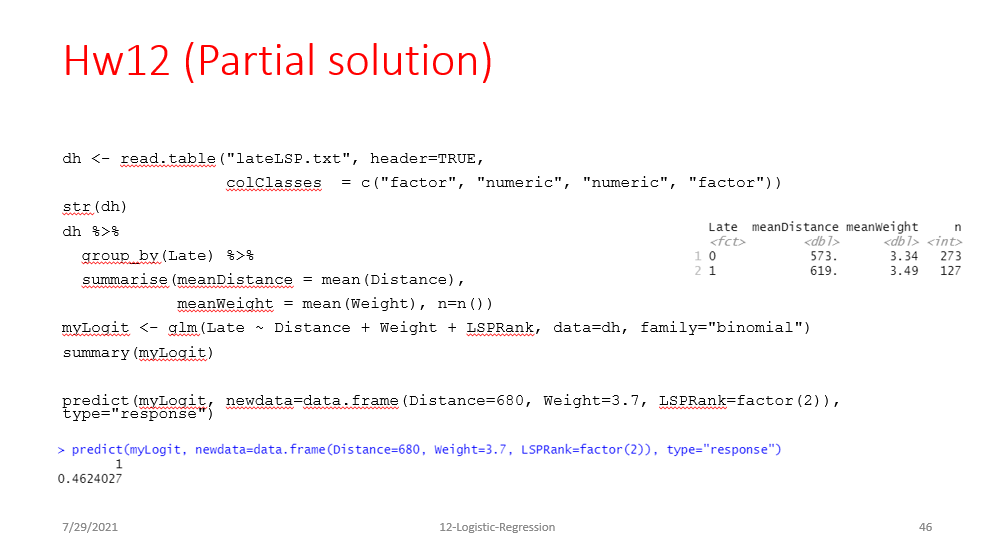 Hw12 (Partial solution)
dh <- read.table("lateLSP.txt", header=TRUE,
colClasses  = c("factor", "numeric", "numeric", "factor"))
str(dh)
dh %>%
group_by(Late) %>%
summarise(meanDistance = mean(Distance),
meanWeight = mean(Weight), n=n())
Late meanDistance meanWeight n
<fct> <dbl> <dbl> <int>
1 0 573. 3.34 273
2 1 619. 3.49 127
myLogit <- glm(Late ~ Distance + Weight + LSPRank, data=dh, family="binomial")
summary(myLogit)
predict(myLogit, newdata=data.frame(Distance=680, Weight=3.7, LSPRank=factor(2)),
type="response")
> predict(myLogit, newdata=data.frame(Distance=680, Weight=3.7, LSPRank=factor(2)), type="response")
1
0.4624027
7/29/2021 12-Logistic-Regression 46